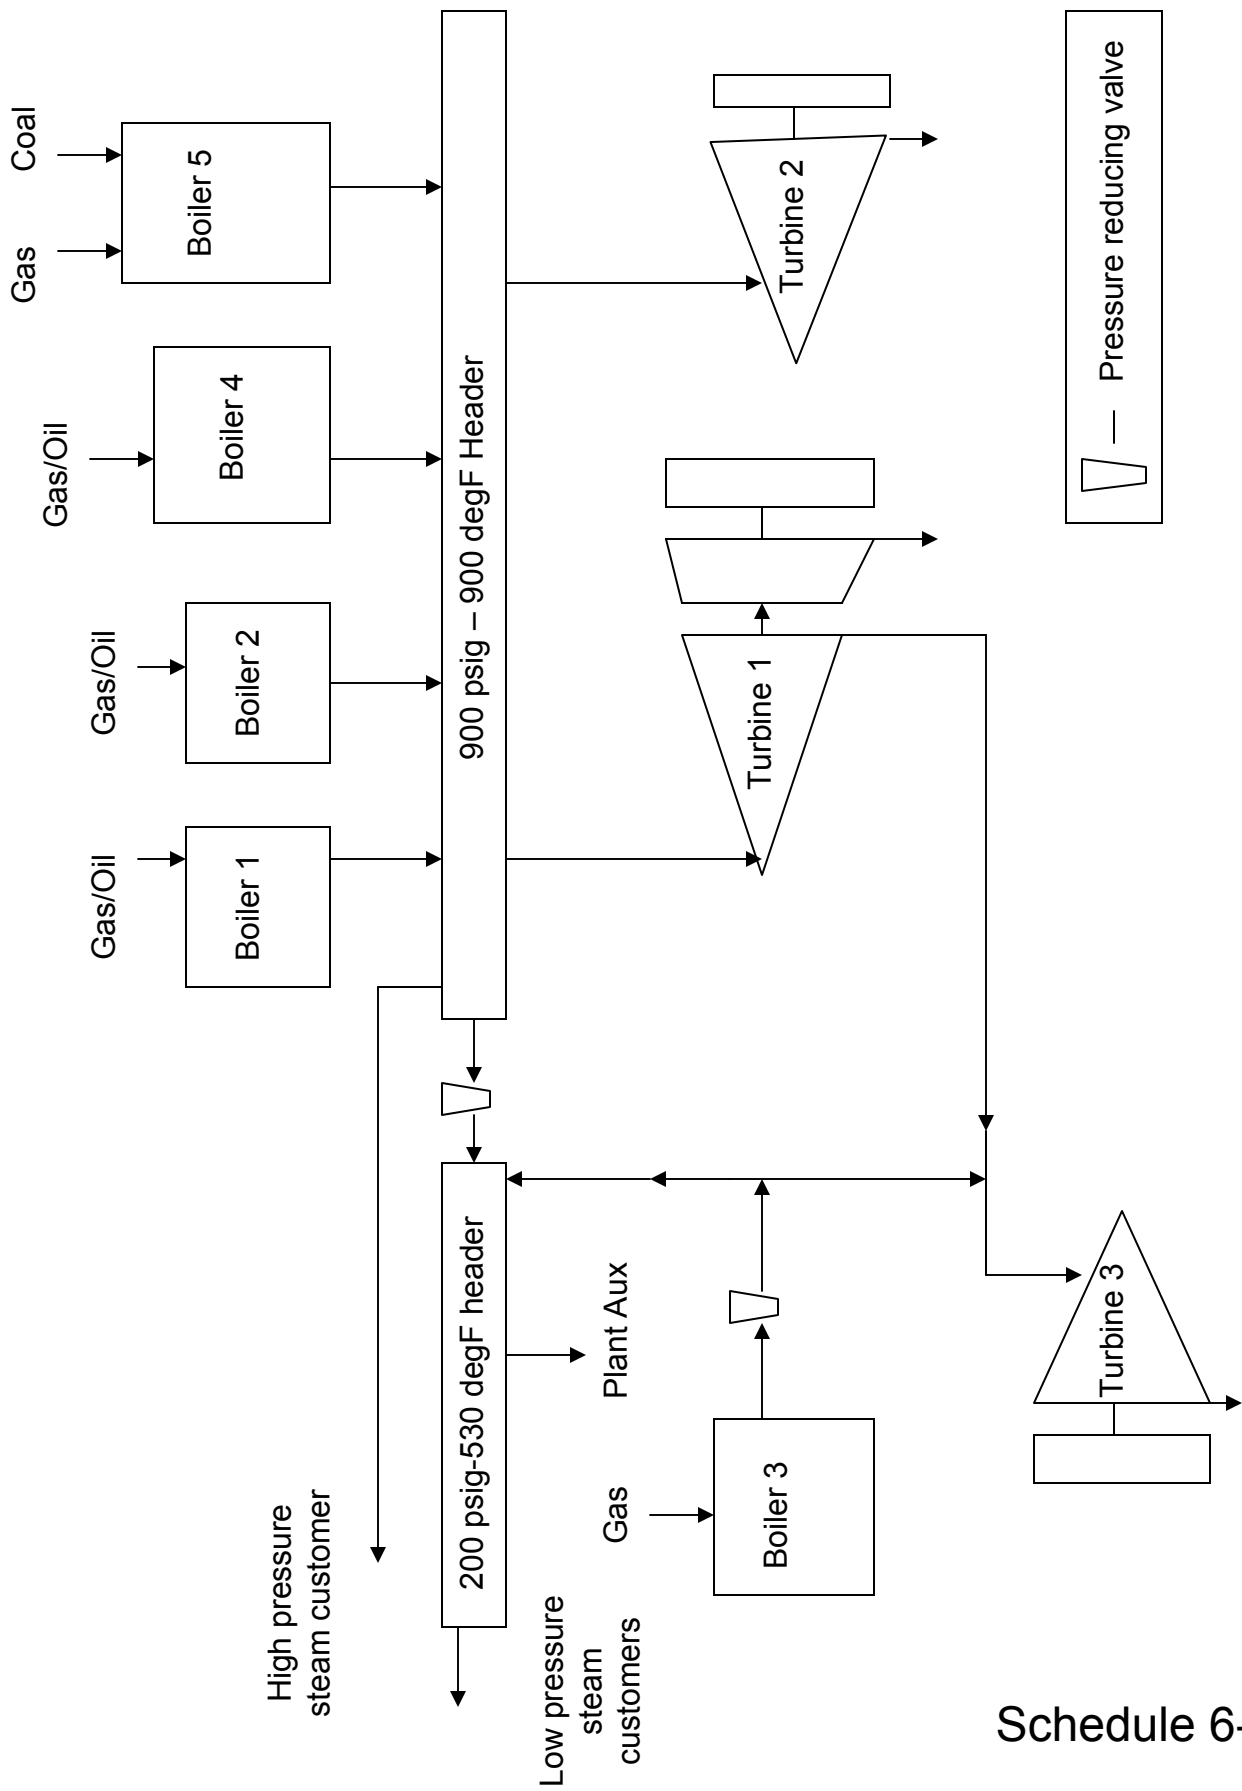 Gas/Oil
Gas/Oil
Gas/Oil
Gas
Coal
Boiler 1
Boiler 2
Boiler 4
Boiler 5
High pressure
steam customer
200 psig-530 degF header
900 psig – 900 degF Header
Low pressure
steam
customers
Gas
Plant Aux
Boiler 3
Turbine 1
Turbine 2
Turbine 3
Pressure reducing valve
Schedule 6-